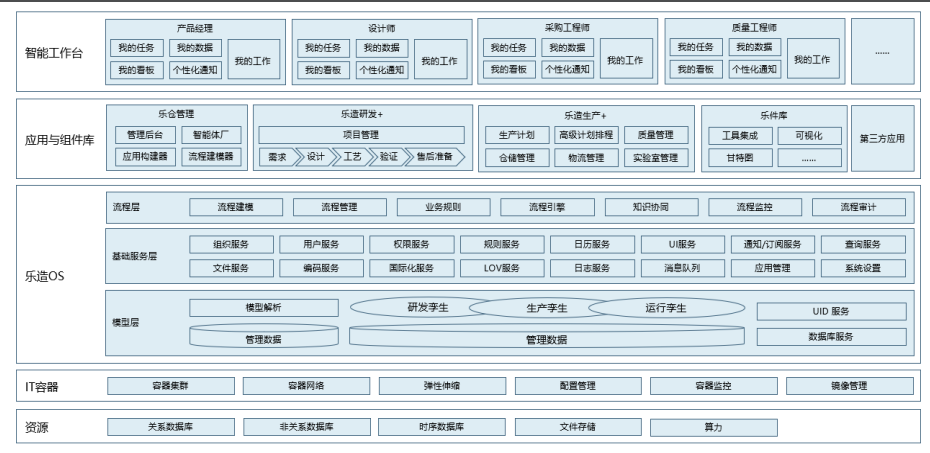 智能工作台
产品经理
我的任务 我的数据 我的工作
我的看板 个性化通知
设计师
我的任务 我的数据 我的工作
我的看板 个性化通知
采购工程师
我的任务 我的数据 我的工作
我的看板 个性化通知
质量工程师
我的任务 我的数据 我的工作
我的看板 个性化通知
......
应用与组件库
乐仓管理
管理后台 智能体厂
应用构建器 流程建模器
乐造研发+
项目管理
需求 设计 工艺 验证 售后准备
乐造生产+
生产计划 高级计划排程 质量管理
仓储管理 物流管理 实验室管理
乐件库
工具集成 可视化
甘特图 ......
第三方应用
乐造OS
流程层 流程建模 流程管理 业务规则 流程引擎 知识协同 流程监控 流程审计
基础服务层
组织服务 用户服务 权限服务 规则服务 日历服务 UI服务 通知/订阅服务 查询服务
文件服务 编码服务 国际化服务 LOV服务 日志服务 消息队列 应用管理 系统设置
模型层
模型解析 研发孪生 生产孪生 运行孪生 UID 服务
管理数据 管理数据 数据库服务
IT容器 容器集群 容器网络 弹性伸缩 配置管理 容器监控 镜像管理
资源 关系数据库 非关系数据库 时序数据库 文件存储 算力